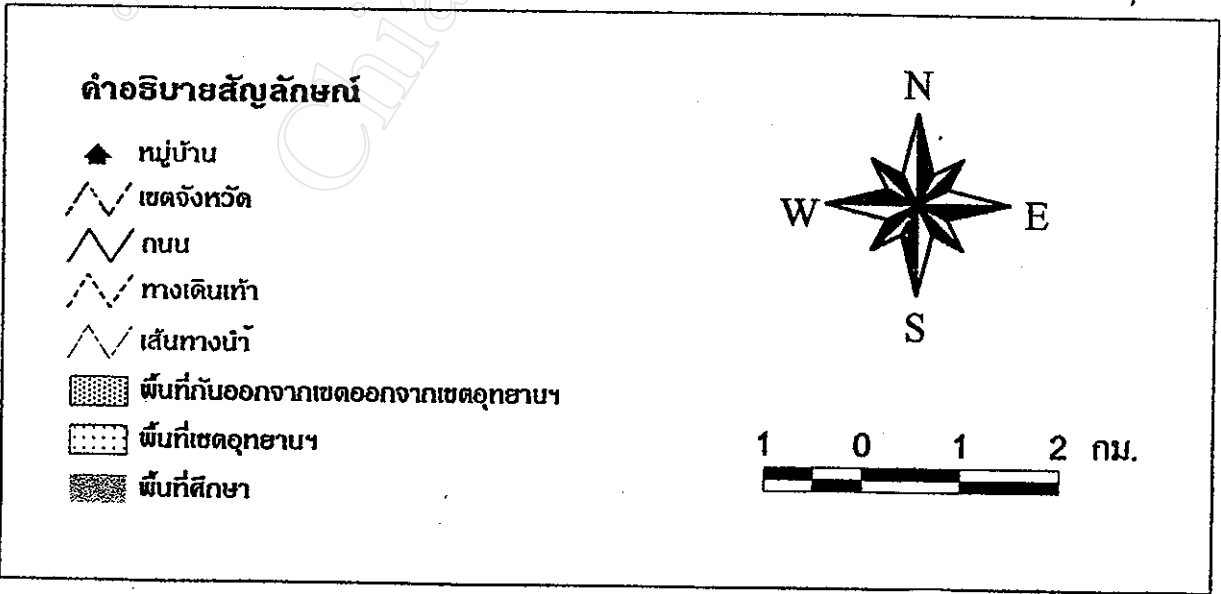 คำอธิบายสัญลักษณ์
หมู่บ้าน
เขตจังหวัด
ถนน
ทางเดินเท้า
เส้นทางน้ำ
พื้นที่กันออกจากเขตออกจากเขตอุทยานฯ
พื้นที่เขตอุทยานฯ
พื้นที่ศึกษา
N
W E
S
1 0 1 2 กม.
Chia